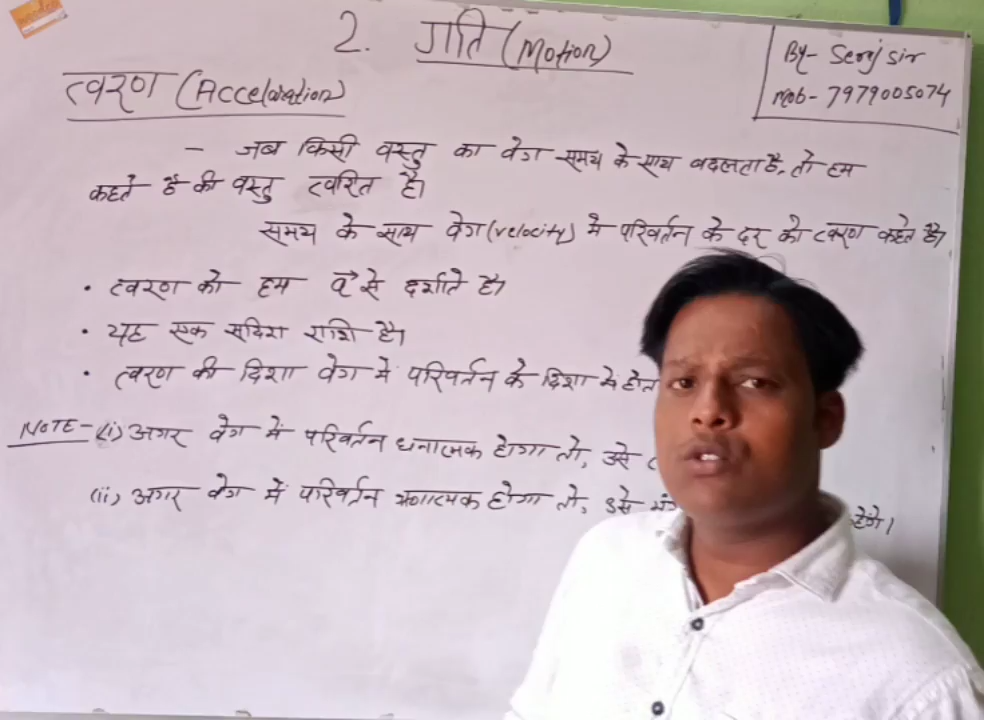 2. गति (Motion)
By- Seroj Sir
Mob- 7979005074
त्वरण (Acceleration)
- जब किसी वस्तु का वेग समय के साथ बदलता है, तो हम
कहते है की वस्तु त्वरित है।
समय के साथ वेग (velocity) मे परिवर्तन के दर को त्वरण कहते है।
• त्वरण को हम a⃗ से दर्शाते है।
• यह एक सदिश राशि है।
• त्वरण की दिशा वेग में परिवर्तन के दिशा में
NOTE- (i) अगर वेग में परिवर्तन धनात्मक होगा तो, उसे
(ii) अगर वेग में परिवर्तन ऋणात्मक होगा तो, उसे